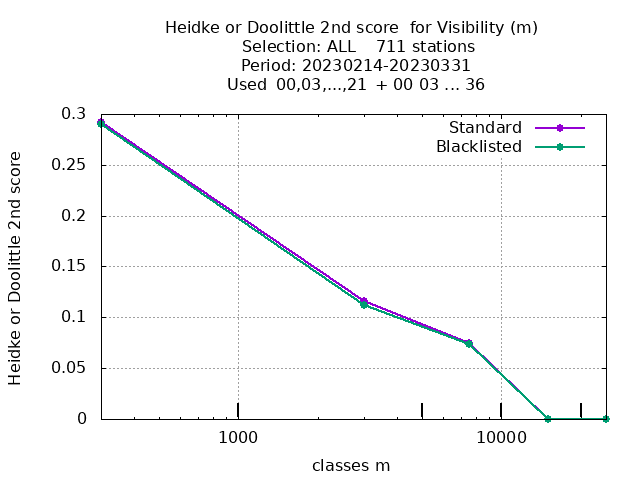 Heidke or Doolittle 2nd score  for Visibility (m)
Selection: ALL    711 stations
Period: 20230214-20230331
Used  00,03,...,21  + 00 03 ... 36
Standard
Blacklisted
Heidke or Doolittle 2nd score
0.3
0.25
0.2
0.15
0.1
0.05
0
1000
10000
classes m